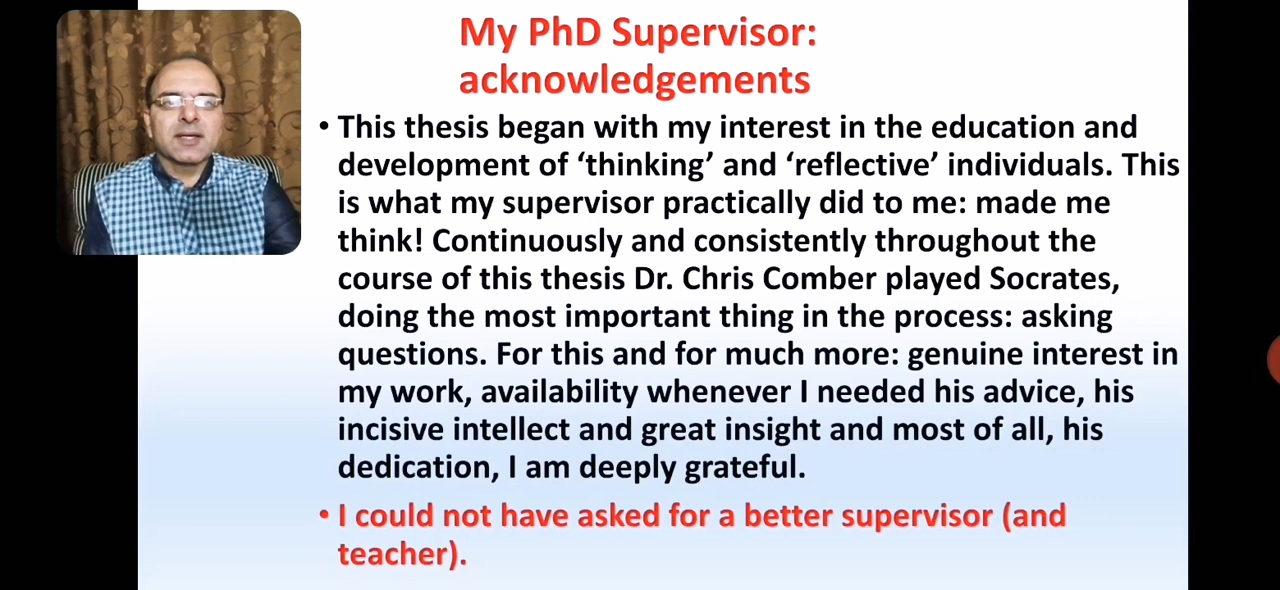 My PhD Supervisor:
acknowledgements
• This thesis began with my interest in the education and
development of ‘thinking’ and ‘reflective’ individuals. This
is what my supervisor practically did to me: made me
think! Continuously and consistently throughout the
course of this thesis Dr. Chris Comber played Socrates,
doing the most important thing in the process: asking
questions. For this and for much more: genuine interest in
my work, availability whenever I needed his advice, his
incisive intellect and great insight and most of all, his
dedication, I am deeply grateful.
• I could not have asked for a better supervisor (and
teacher).